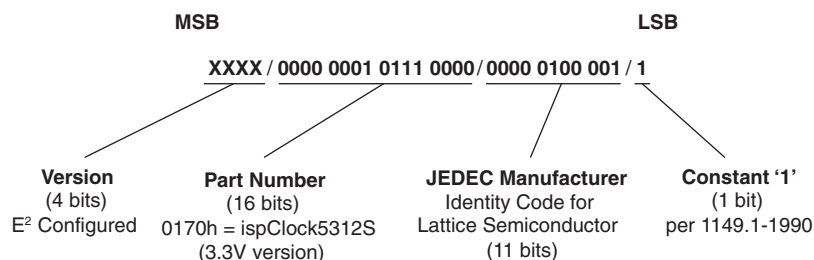 MSB LSB
XXXX / 0000 0001 0111 0000 / 0000 0100 001 / 1
Version
(4 bits)
E² Configured
Part Number
(16 bits)
0170h = ispClock5312S
(3.3V version)
JEDEC Manufacturer
Identity Code for
Lattice Semiconductor
(11 bits)
Constant ‘1’
(1 bit)
per 1149.1-1990